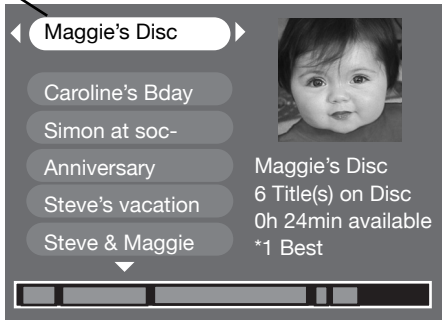 Maggie's Disc
Caroline's Bday
Simon at soc-
Anniversary
Steve's vacation
Steve & Maggie
Maggie's Disc
6 Title(s) on Disc
0h 24min available
*1 Best